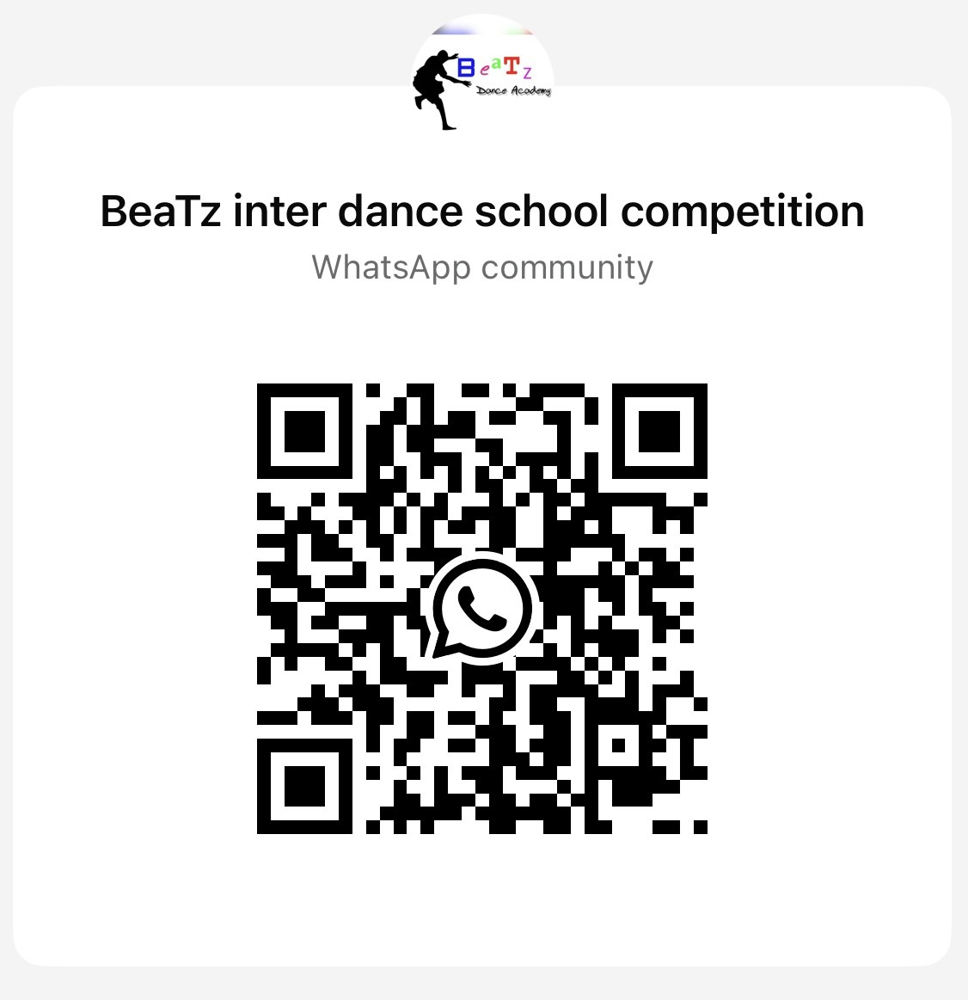 BeaTz
Dance Academy
BeaTz inter dance school competition
WhatsApp community